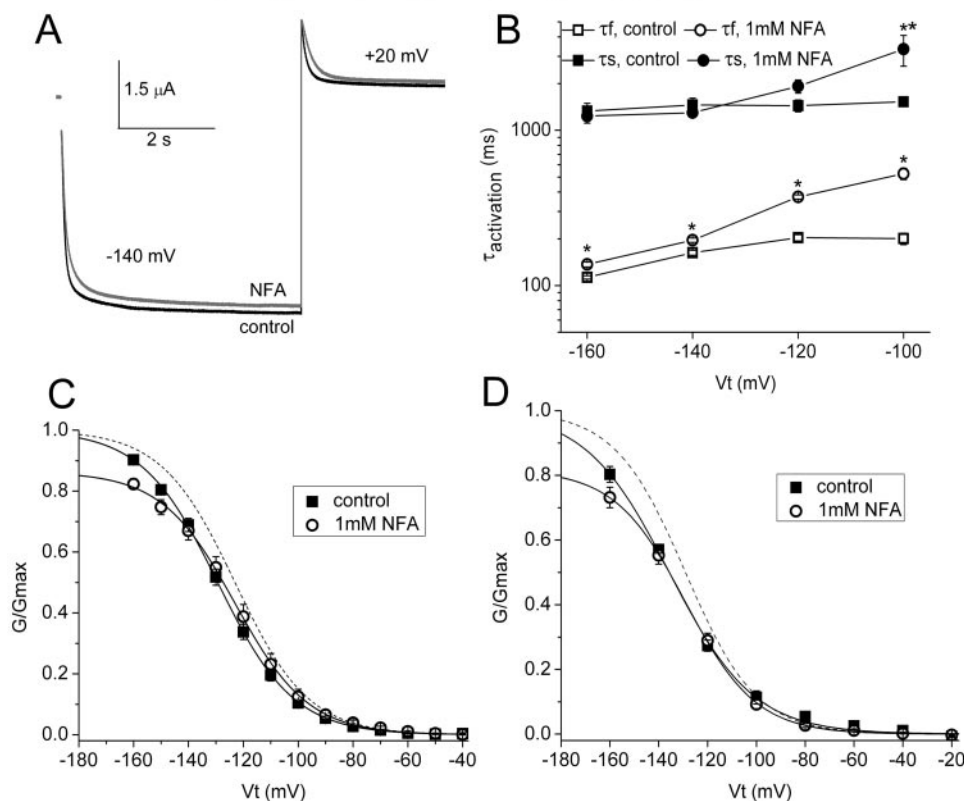 A
+20 mV
1.5 μA
2 s
-140 mV
NFA
control
B
τf, control
τf, 1mM NFA
τs, control
τs, 1mM NFA
**
*
*
*
*
1000
100
τactivation (ms)
-160
-140
-120
-100
Vt (mV)
C
1.0
0.8
0.6
0.4
0.2
0.0
G/Gmax
control
1mM NFA
-180 -160 -140 -120 -100 -80 -60 -40
Vt (mV)
D
1.0
0.8
0.6
0.4
0.2
0.0
G/Gmax
control
1mM NFA
-180 -160 -140 -120 -100 -80 -60 -40 -20
Vt (mV)